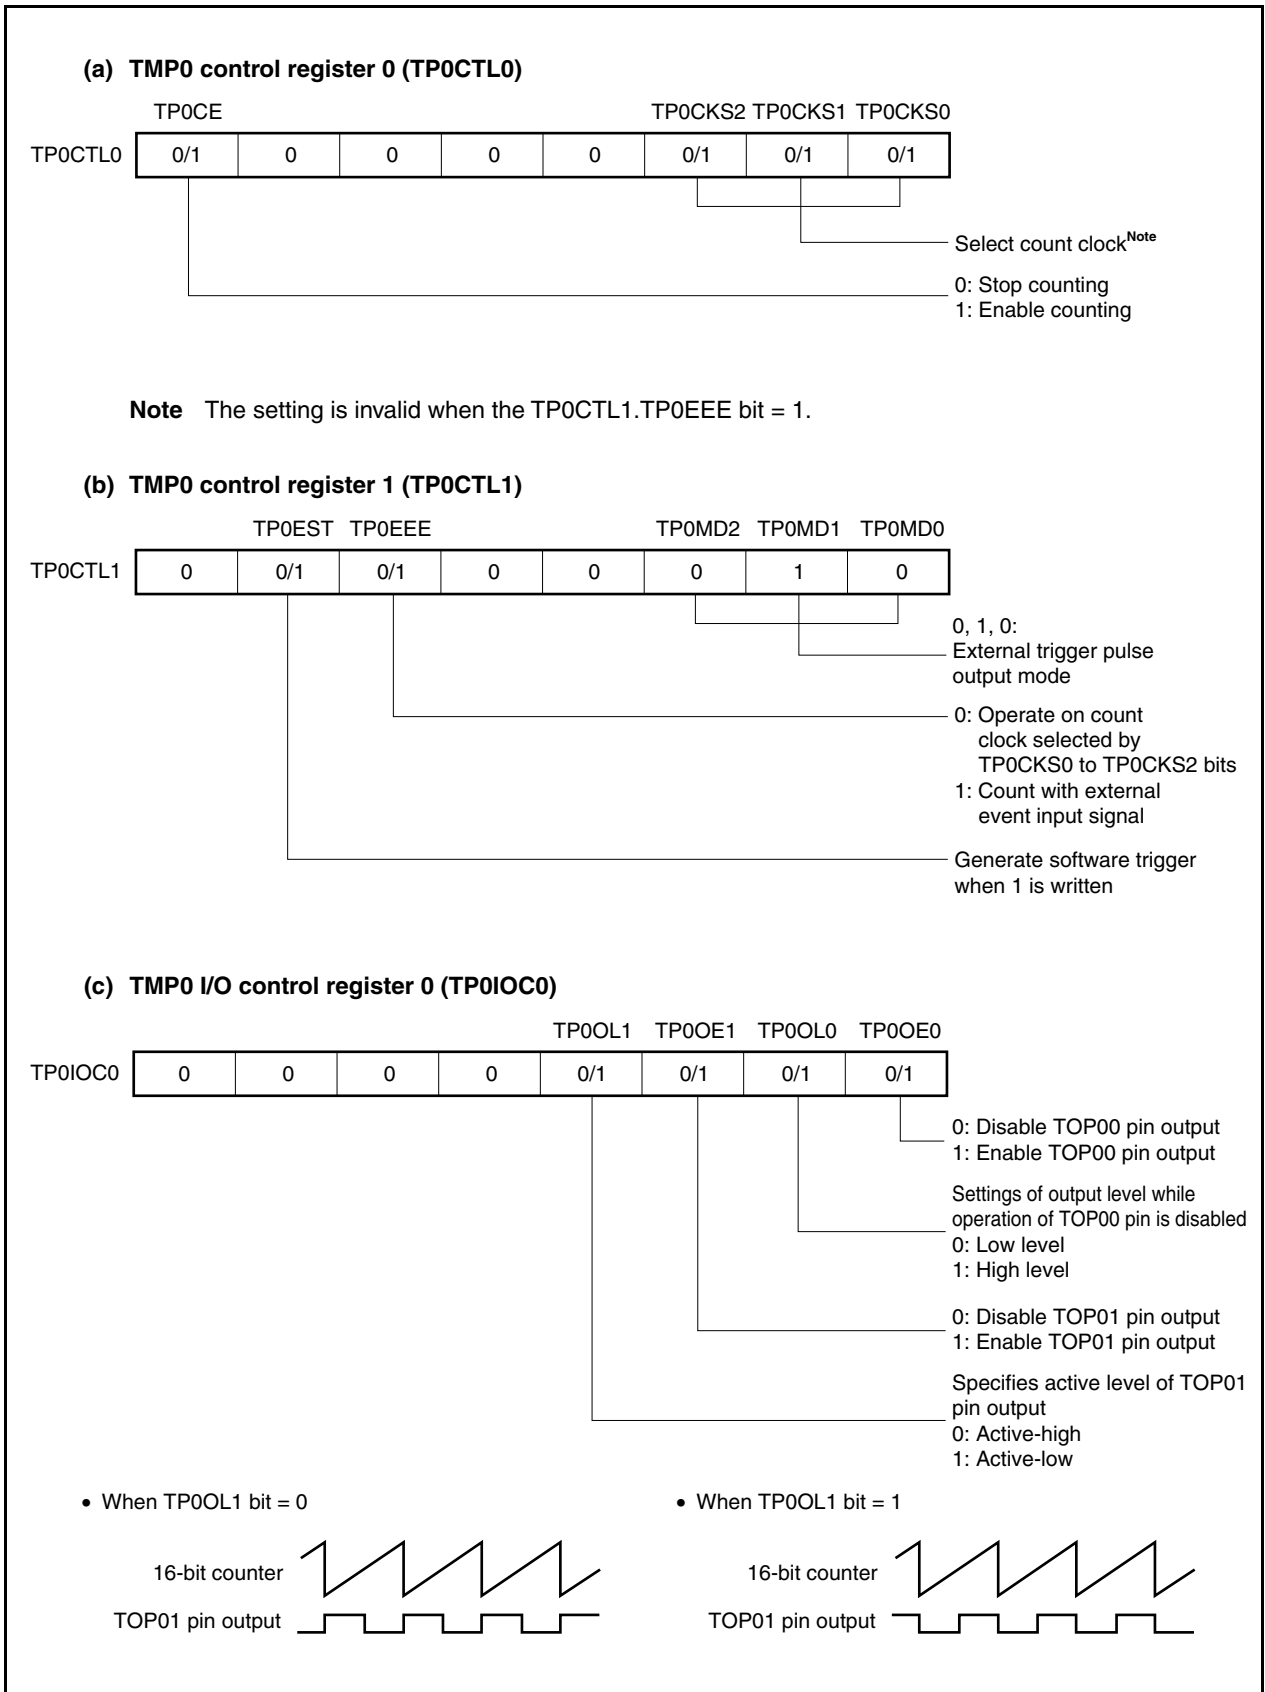 (a) TMP0 control register 0 (TP0CTL0)
TP0CE TP0CKS2 TP0CKS1 TP0CKS0
TP0CTL0 0/1 0 0 0 0 0/1 0/1 0/1
Select count clockNote
0: Stop counting
1: Enable counting
Note The setting is invalid when the TP0CTL1.TP0EEE bit = 1.
(b) TMP0 control register 1 (TP0CTL1)
TP0EST TP0EEE TP0MD2 TP0MD1 TP0MD0
TP0CTL1 0 0/1 0/1 0 0 0 1 0
0, 1, 0:
External trigger pulse
output mode
0: Operate on count
clock selected by
TP0CKS0 to TP0CKS2 bits
1: Count with external
event input signal
Generate software trigger
when 1 is written
(c) TMP0 I/O control register 0 (TP0IOC0)
TP0OL1 TP0OE1 TP0OL0 TP0OE0
TP0IOC0 0 0 0 0 0/1 0/1 0/1 0/1
0: Disable TOP00 pin output
1: Enable TOP00 pin output
Settings of output level while
operation of TOP00 pin is disabled
0: Low level
1: High level
0: Disable TOP01 pin output
1: Enable TOP01 pin output
Specifies active level of TOP01
pin output
0: Active-high
1: Active-low
• When TP0OL1 bit = 0
16-bit counter
TOP01 pin output
• When TP0OL1 bit = 1
16-bit counter
TOP01 pin output